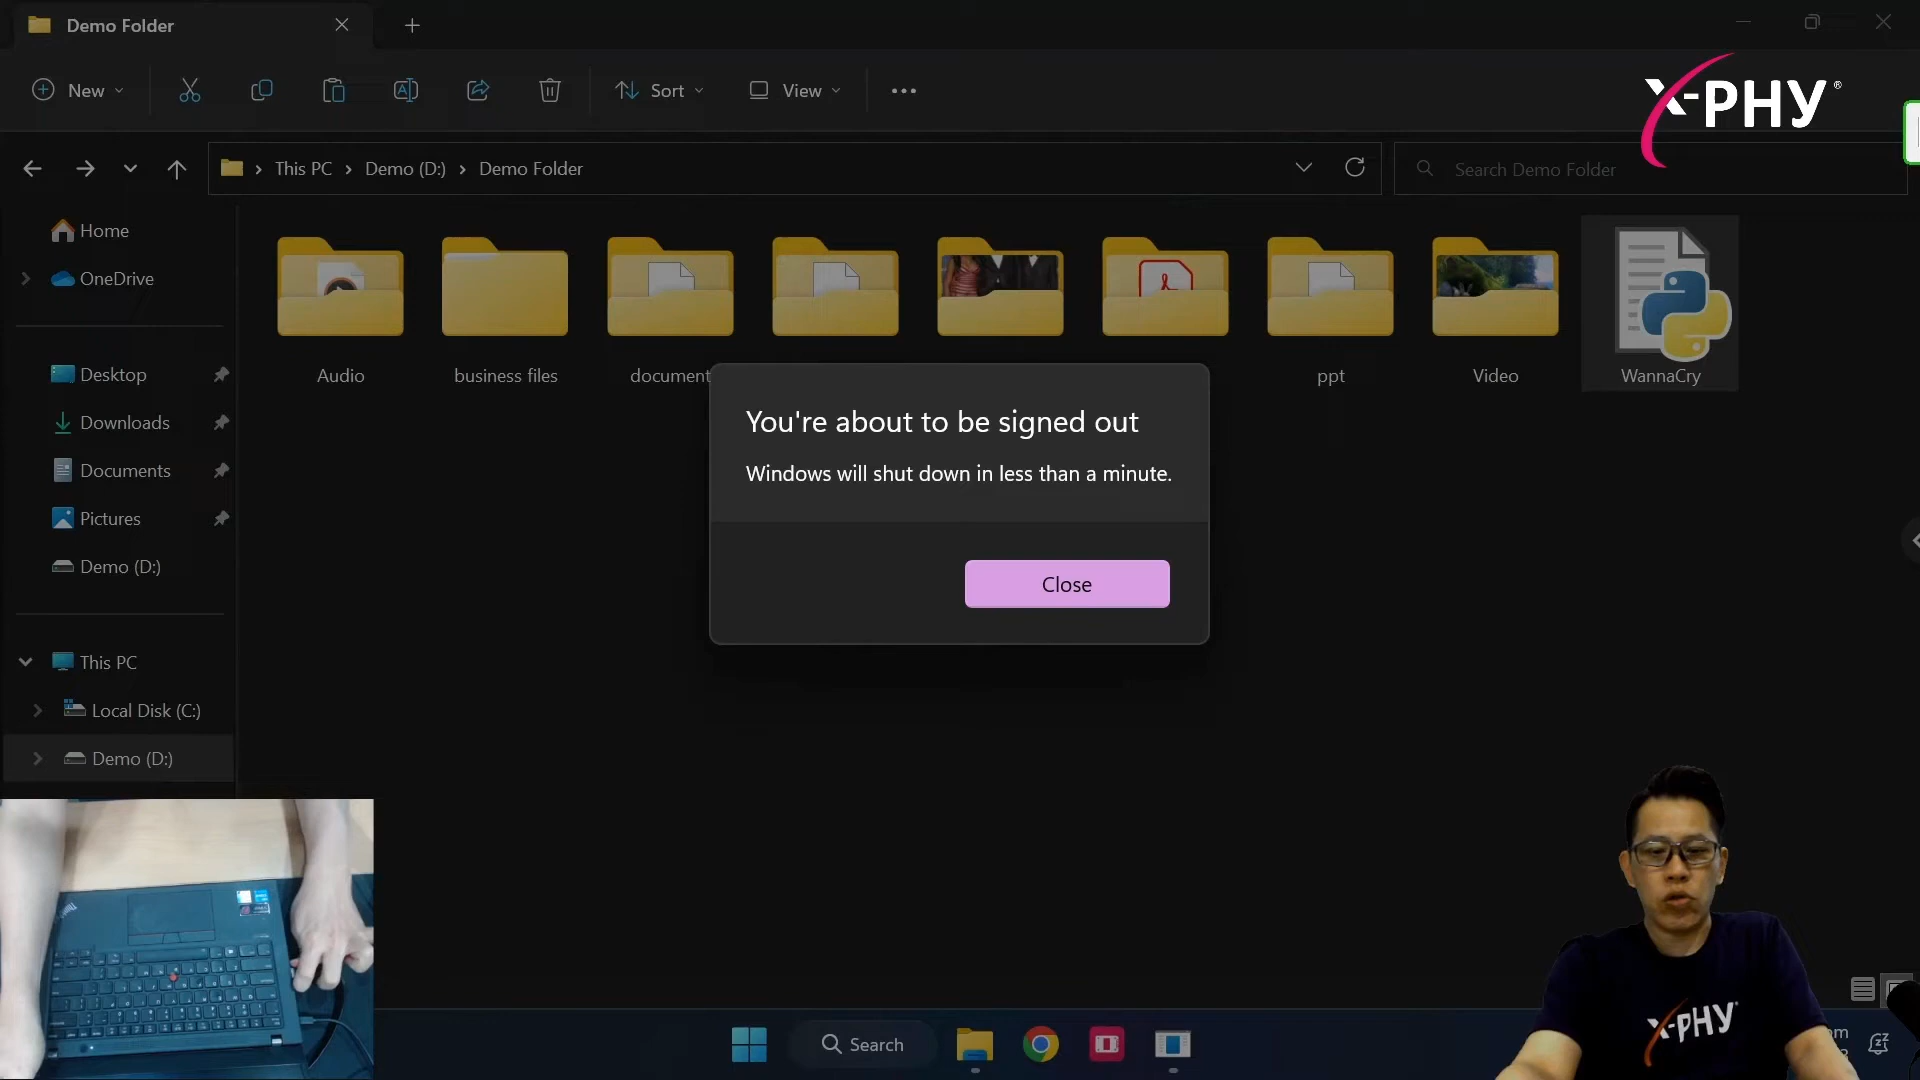 Demo Folder
New
Sort
View
X-PHY®
This PC
Demo (D:)
Demo Folder
Search Demo Folder
Home
OneDrive
Desktop
Downloads
Documents
Pictures
Demo (D:)
This PC
Local Disk (C:)
Demo (D:)
Audio
business files
document
ppt
Video
WannaCry
You're about to be signed out
Windows will shut down in less than a minute.
Close
Search
X-PHY